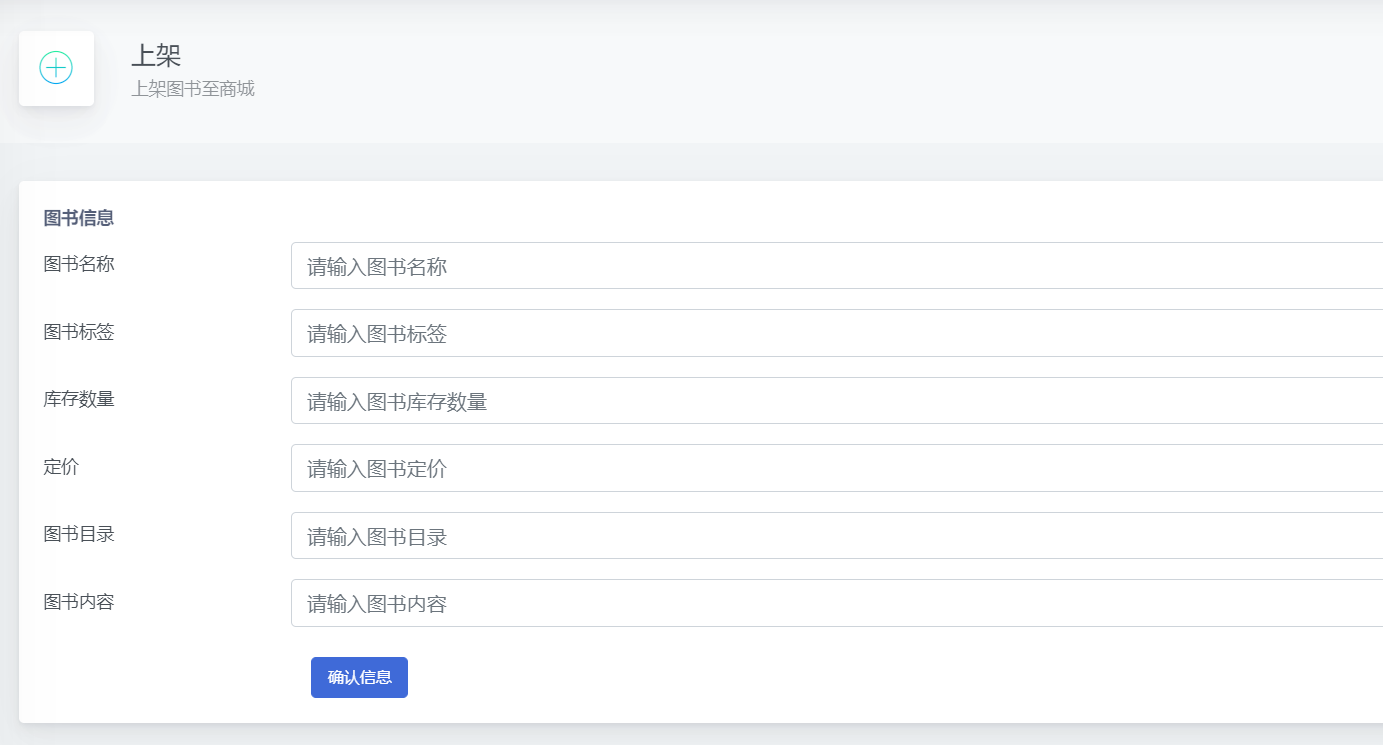 上架
上架图书至商城
图书信息
图书名称
请输入图书名称
图书标签
请输入图书标签
库存数量
请输入图书库存数量
定价
请输入图书定价
图书目录
请输入图书目录
图书内容
请输入图书内容
确认信息